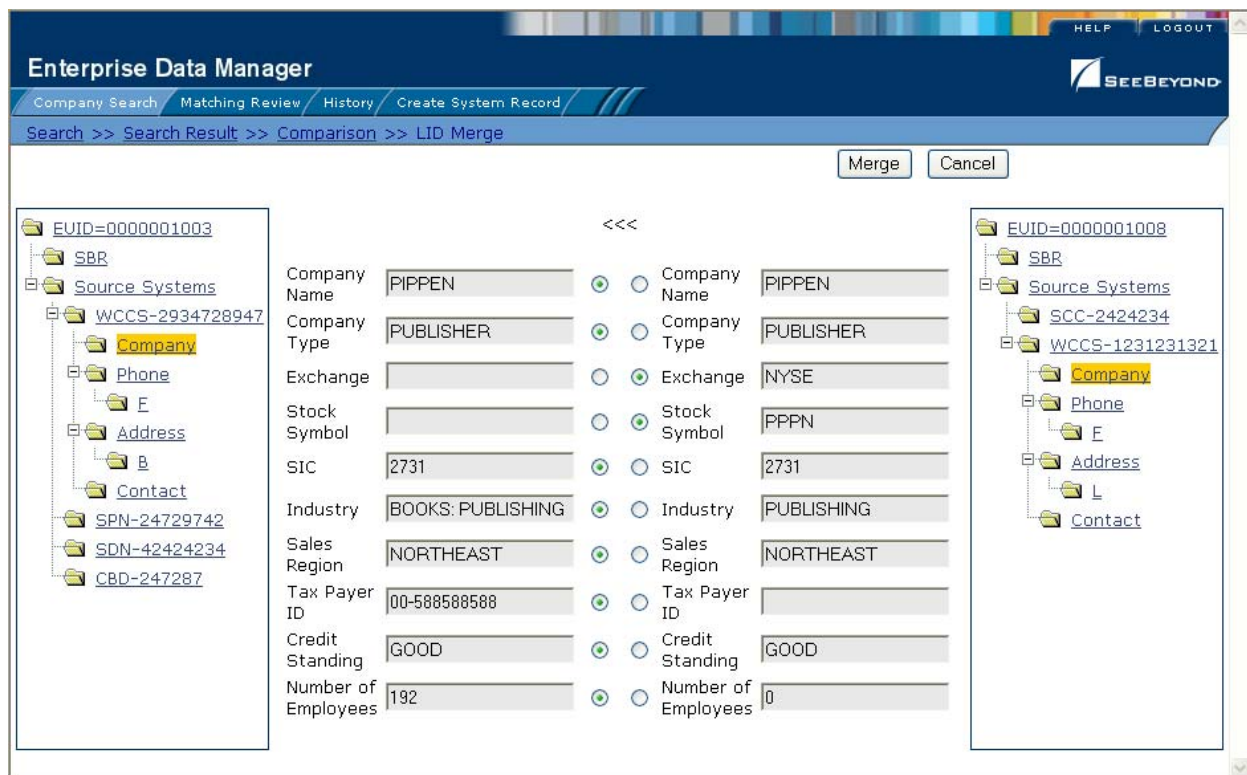 HELP LOGOUT
Enterprise Data Manager
SEEBEYOND
Company Search Matching Review History Create System Record
Search >> Search Result >> Comparison >> LID Merge
Merge Cancel
EUID=0000001003
SBR
Source Systems
WCCS-2934728947
Company
Phone
F
Address
B
Contact
SPN-24729742
SDN-42424234
CBD-247287
<<<
Company Name PIPPEN Company Name PIPPEN
Company Type PUBLISHER Company Type PUBLISHER
Exchange Exchange NYSE
Stock Symbol Stock Symbol PPPN
SIC 2731 SIC 2731
Industry BOOKS: PUBLISHING Industry PUBLISHING
Sales Region NORTHEAST Sales Region NORTHEAST
Tax Payer ID 00-588588588 Tax Payer ID
Credit Standing GOOD Credit Standing GOOD
Number of Employees 192 Number of Employees 0
EUID=0000001008
SBR
Source Systems
SCC-2424234
WCCS-1231231321
Company
Phone
F
Address
L
Contact